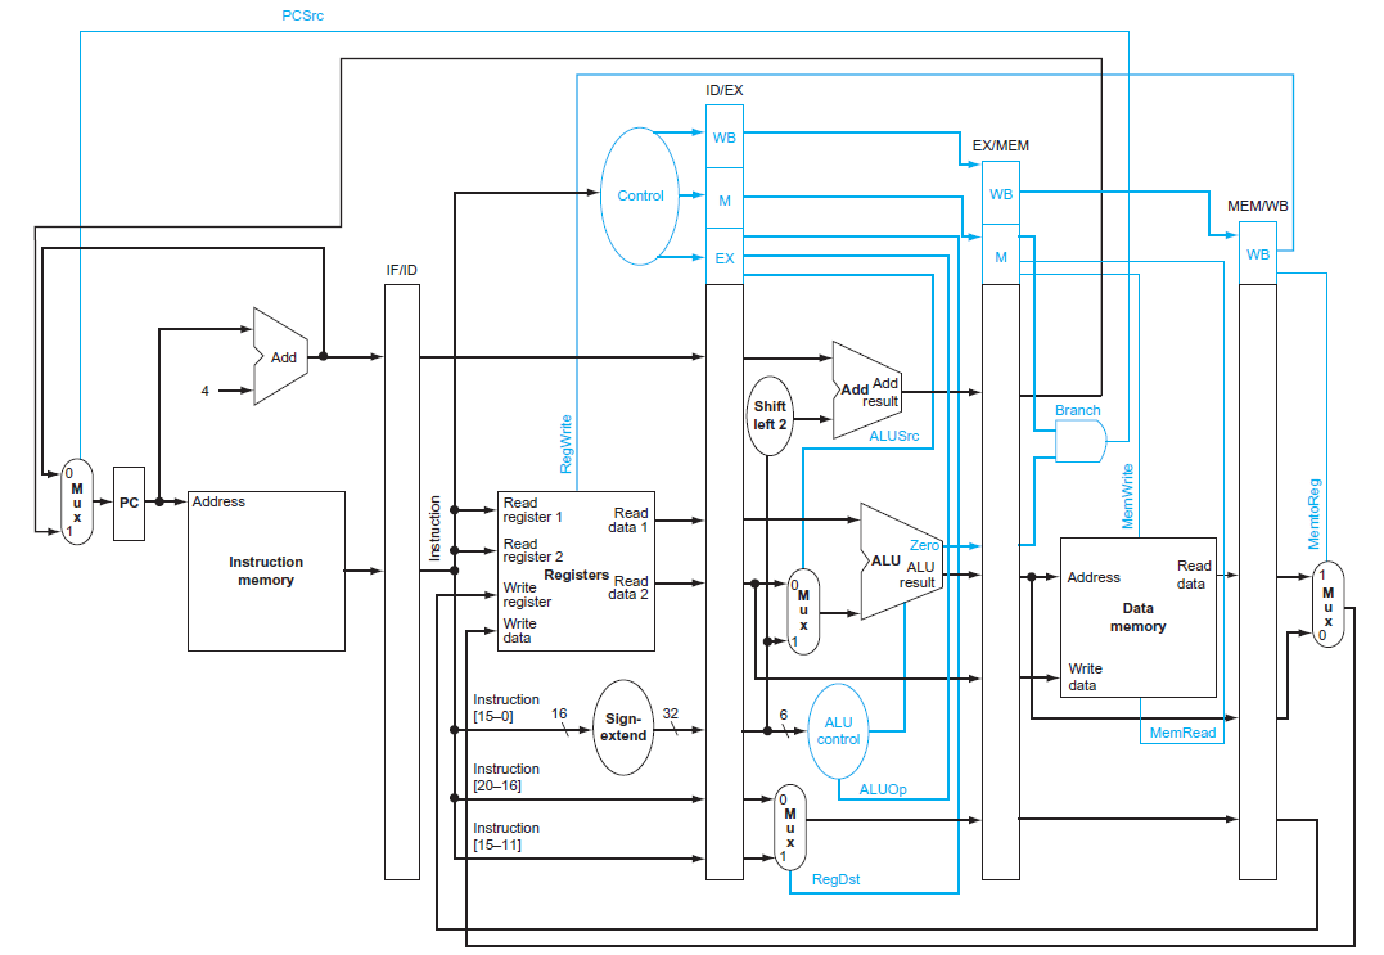 PCSrc
ID/EX
WB
EX/MEM
Control
M
WB
MEM/WB
EX
M
WB
IF/ID
Add
4
Add
Add
result
Shift
left 2
ALUSrc
Branch
RegWrite
MemWrite
MemtoReg
0
M
u
x
1
PC
Address
Instruction
memory
Instruction
Read
register 1
Read
register 2
Write
register
Write
data
Registers
Read
data 1
Read
data 2
0
M
u
x
1
Zero
ALU
ALU
result
Address
Read
data
Data
memory
Write
data
1
M
u
x
0
Instruction
[15–0]
16
Sign-
extend
32
6
ALU
control
MemRead
Instruction
[20–16]
ALUOp
0
M
u
x
1
Instruction
[15–11]
RegDst